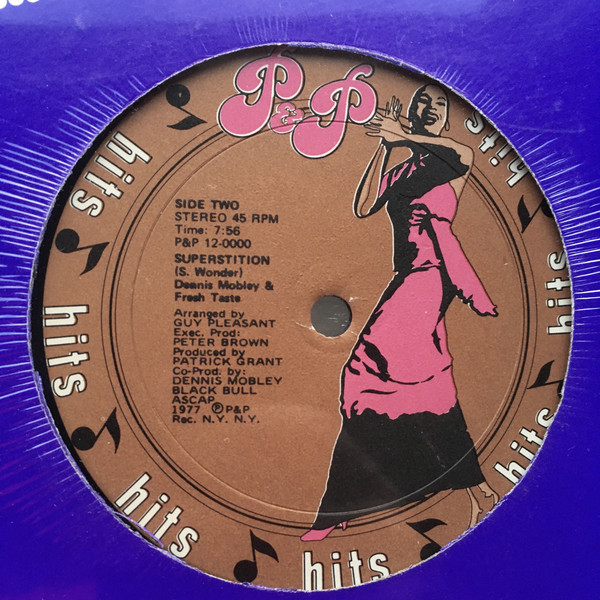 P&P
SIDE TWO
STEREO 45 RPM
Time: 7:56
P&P 12-0000
SUPERSTITION
(S. Wonder)
Dennis Mobley &
Fresh Taste
Arranged by
GUY PLEASANT
Exec. Prod:
PETER BROWN
Produced by
PATRICK GRANT
Co-Prod. by:
DENNIS MOBLEY
BLACK BULL
ASCAP
1977 ℗P&P
Rec. N.Y. N.Y.
hits
hits
hits
hits
hits
hits
hits